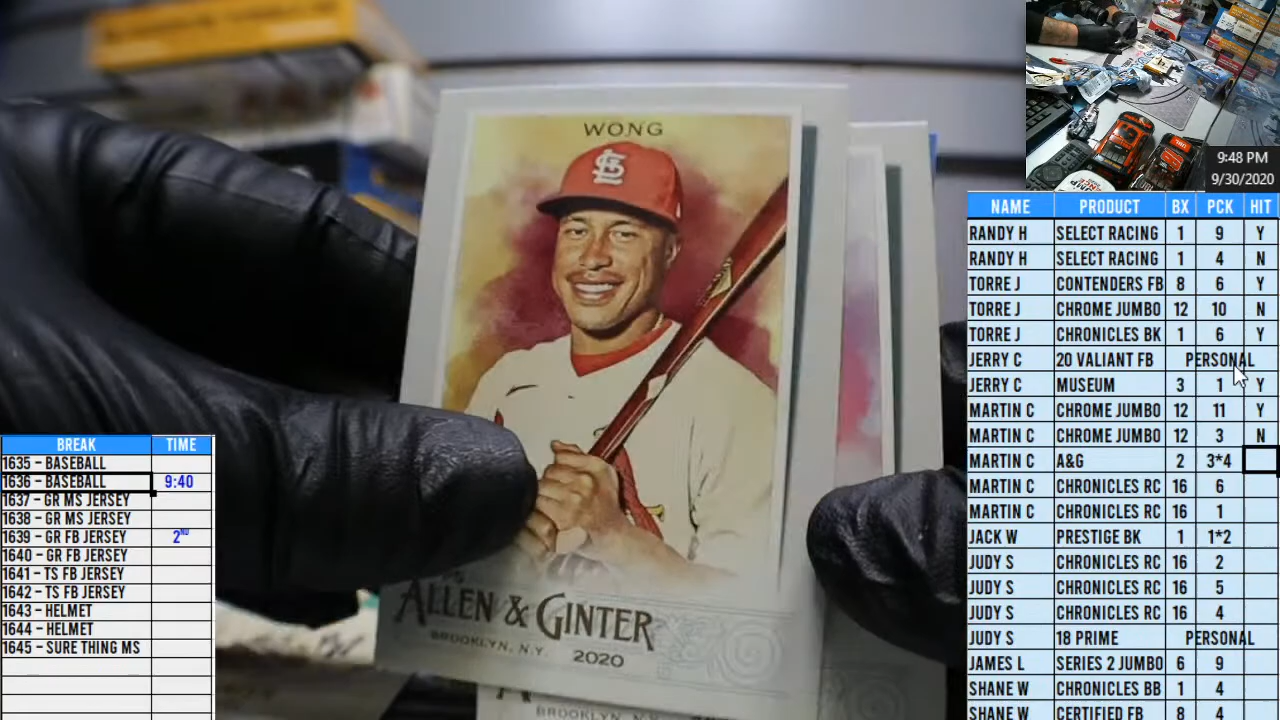 WONG
ALLEN & GINTER
BROOKLYN, N.Y. 2020
BROOKLYN, N.Y.
9:48 PM
9/30/2020
NAME PRODUCT BX PCK HIT
RANDY H SELECT RACING 1 9 Y
RANDY H SELECT RACING 1 4 N
TORRE J CONTENDERS FB 8 6 Y
TORRE J CHROME JUMBO 12 10 N
TORRE J CHRONICLES BK 1 6 Y
JERRY C 20 VALIANT FB PERSONAL
JERRY C MUSEUM 3 1 Y
MARTIN C CHROME JUMBO 12 11 Y
MARTIN C CHROME JUMBO 12 3 N
MARTIN C A&G 2 3*4
MARTIN C CHRONICLES RC 16 6
MARTIN C CHRONICLES RC 16 1
JACK W PRESTIGE BK 1 1*2
JUDY S CHRONICLES RC 16 2
JUDY S CHRONICLES RC 16 5
JUDY S CHRONICLES RC 16 4
JUDY S 18 PRIME PERSONAL
JAMES L SERIES 2 JUMBO 6 9
SHANE W CHRONICLES BB 1 4
SHANE W CERTIFIED FB 8 4
BREAK TIME
1635 – BASEBALL
1636 – BASEBALL 9:40
1637 – GR MS JERSEY
1638 – GR MS JERSEY
1639 – GR FB JERSEY 2ND
1640 – GR FB JERSEY
1641 – TS FB JERSEY
1642 – TS FB JERSEY
1643 – HELMET
1644 – HELMET
1645 – SURE THING MS